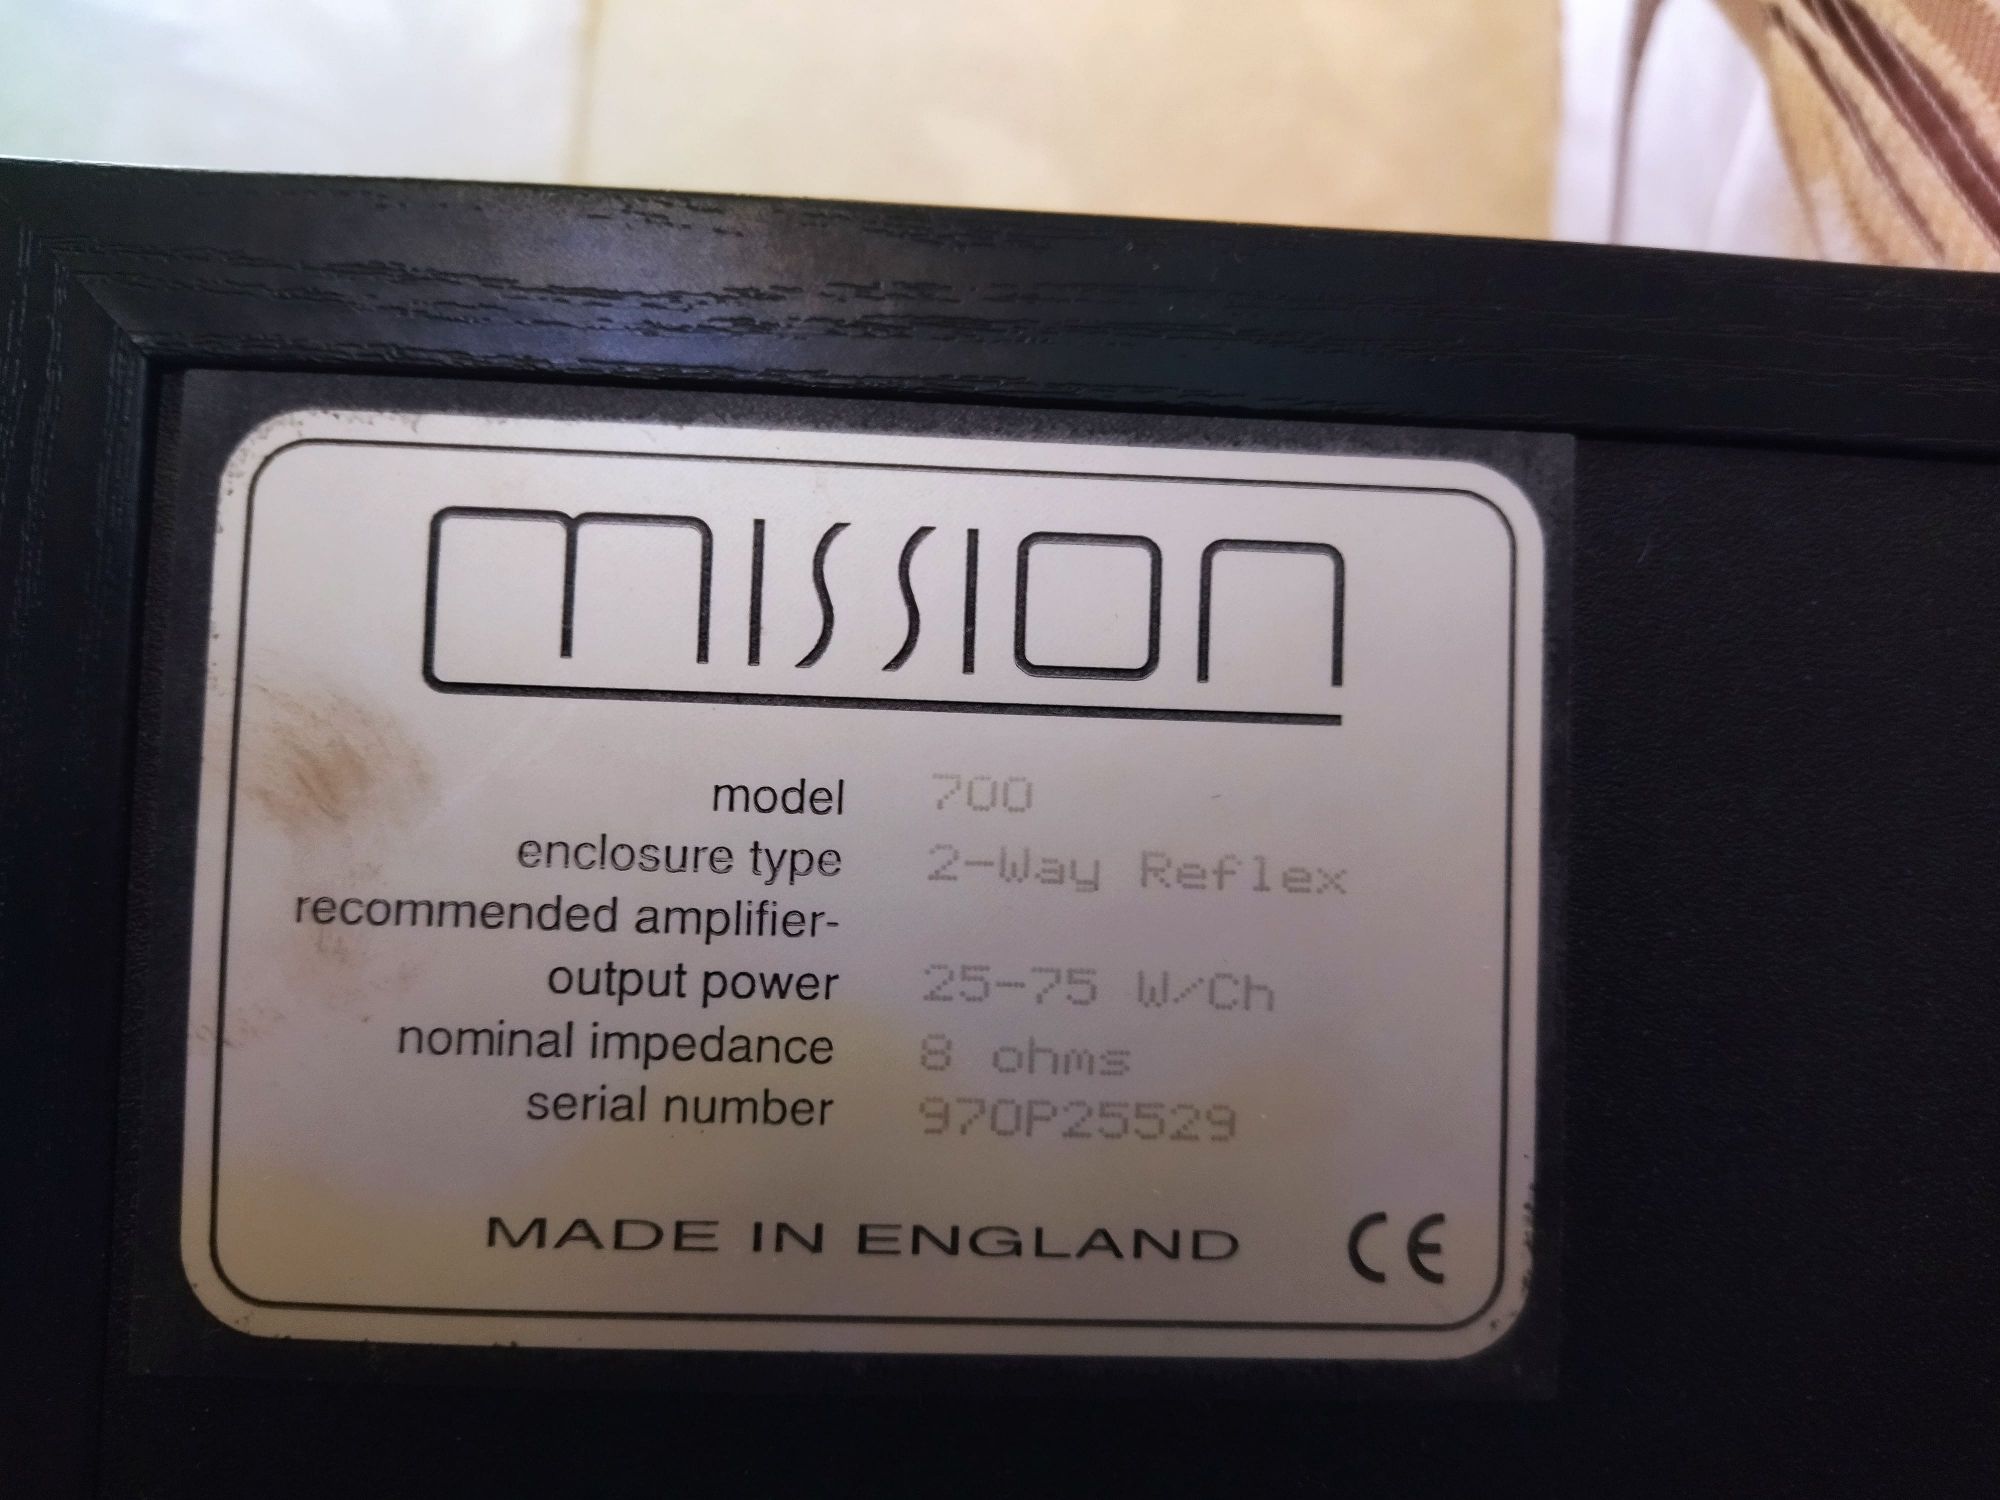 mission
model 700
enclosure type 2-Way Reflex
recommended amplifier-
output power 25-75 W/Ch
nominal impedance 8 ohms
serial number 970P25529
MADE IN ENGLAND CE